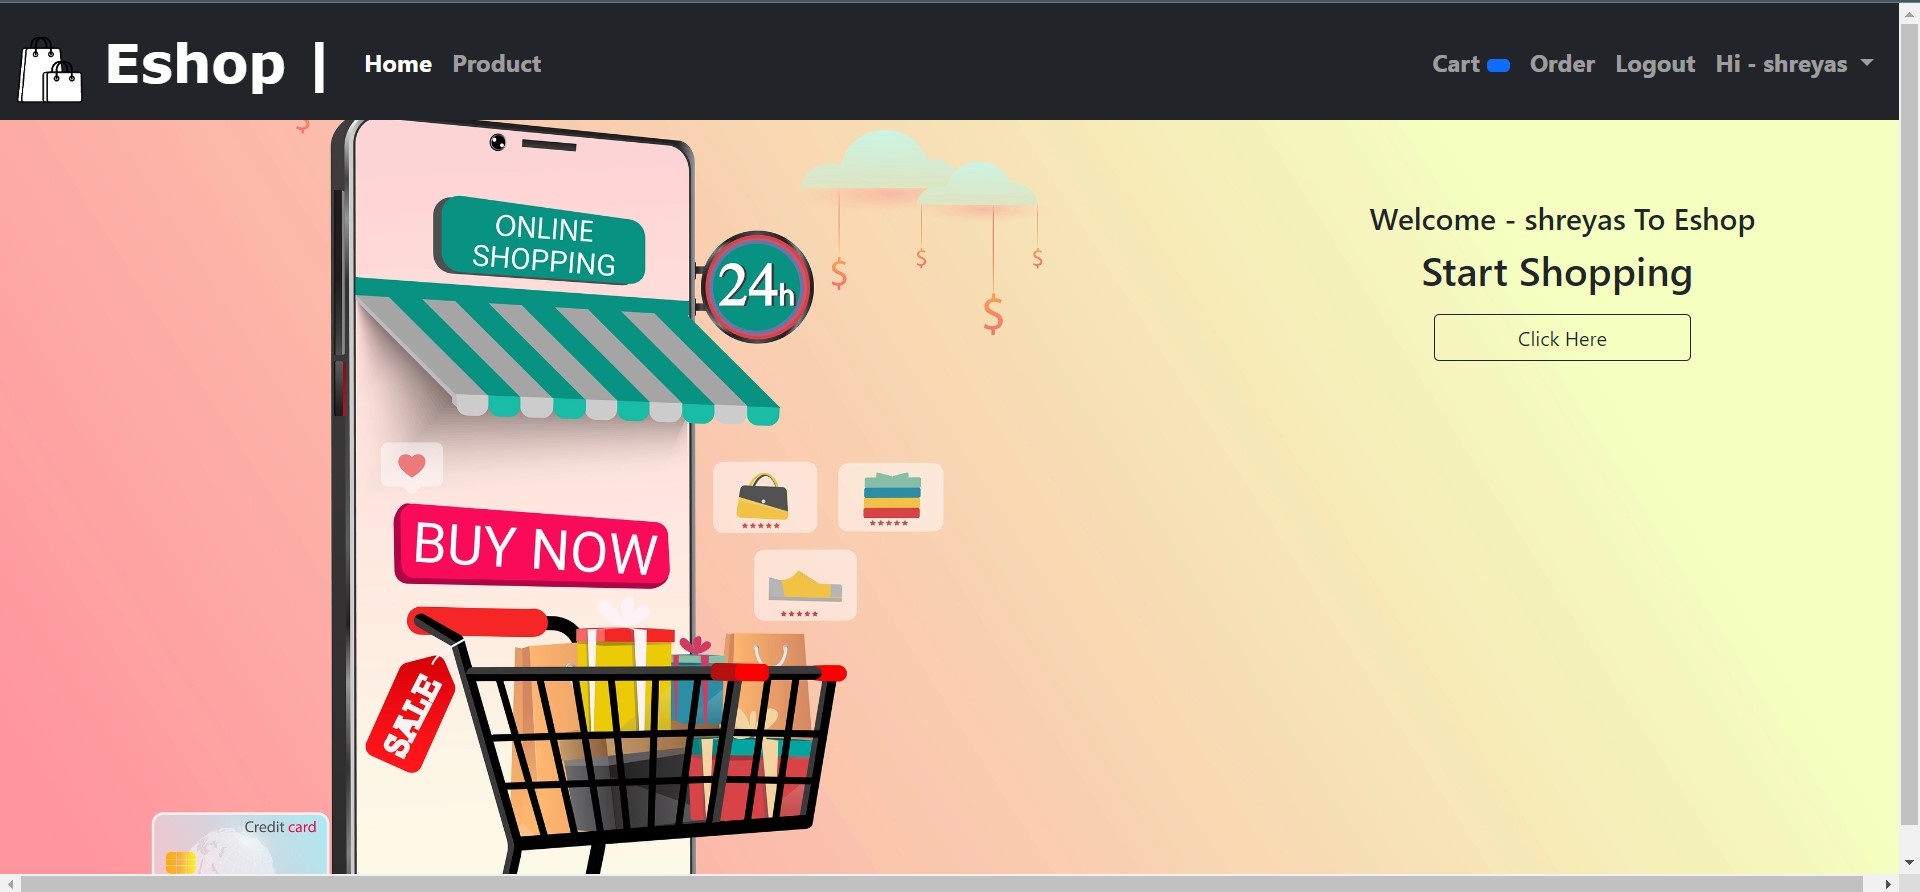 Eshop |
Home
Product
Cart
Order
Logout
Hi - shreyas
ONLINE
SHOPPING
24h
$
$
$
$
$
Welcome - shreyas To Eshop
Start Shopping
Click Here
BUY NOW
SALE
Credit card